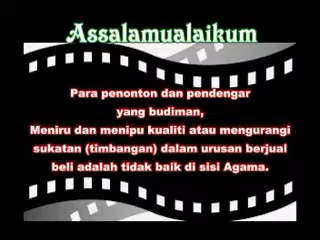 Assalamualaikum
Para penonton dan pendengar
yang budiman,
Meniru dan menipu kualiti atau mengurangi
sukatan (timbangan) dalam urusan berjual
beli adalah tidak baik di sisi Agama.